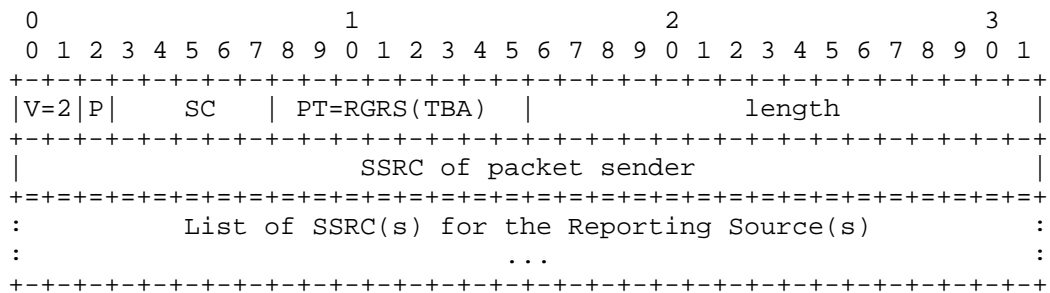 0                   1                   2                   3
 0 1 2 3 4 5 6 7 8 9 0 1 2 3 4 5 6 7 8 9 0 1 2 3 4 5 6 7 8 9 0 1
+-+-+-+-+-+-+-+-+-+-+-+-+-+-+-+-+-+-+-+-+-+-+-+-+-+-+-+-+-+-+-+-+
|V=2|P|    SC   | PT=RGRS(TBA)  |             length            |
+-+-+-+-+-+-+-+-+-+-+-+-+-+-+-+-+-+-+-+-+-+-+-+-+-+-+-+-+-+-+-+-+
|                     SSRC of packet sender                     |
+=+=+=+=+=+=+=+=+=+=+=+=+=+=+=+=+=+=+=+=+=+=+=+=+=+=+=+=+=+=+=+=+
:          List of SSRC(s) for the Reporting Source(s)          :
:                              ...                              :
+-+-+-+-+-+-+-+-+-+-+-+-+-+-+-+-+-+-+-+-+-+-+-+-+-+-+-+-+-+-+-+-+